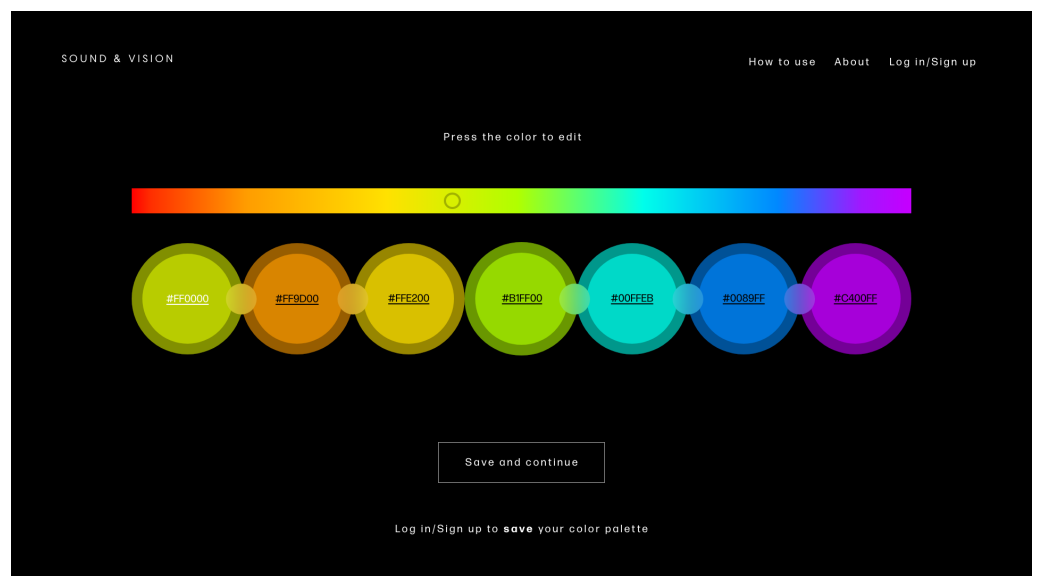 SOUND & VISION
How to use About Log in/Sign up
Press the color to edit
#FF0000 #FF9D00 #FFE200 #B1FF00 #00FFEB #0089FF #C400FF
Save and continue
Log in/Sign up to save your color palette